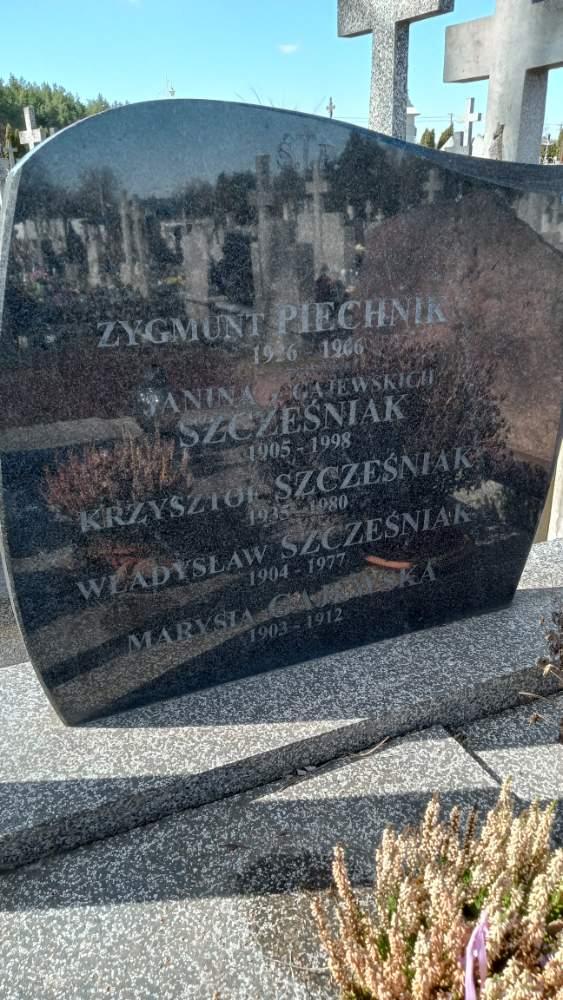 Ś.T.P.
ZYGMUNT PIECHNIK
1926 - 1966
JANINA z GAJEWSKICH
SZCZEŚNIAK
1905 - 1998
KRZYSZTOF SZCZEŚNIAK
1935 - 1980
WŁADYSŁAW SZCZEŚNIAK
1904 - 1977
MARYSIA GAJEWSKA
1903 - 1912